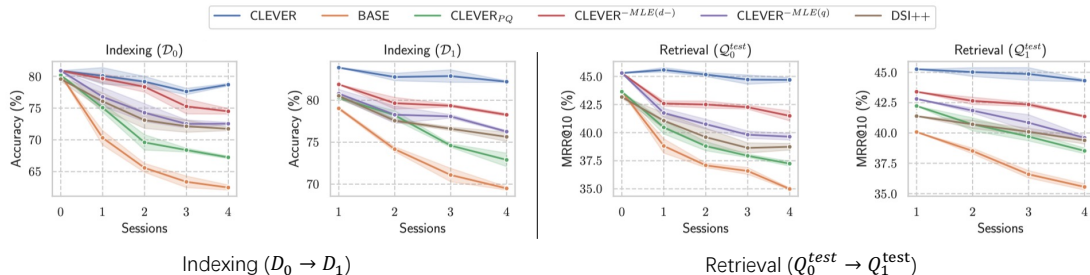 CLEVER BASE CLEVER_PQ CLEVER^-MLE(d-) CLEVER^-MLE(q) DSI++
Indexing (𝒟_0)
Accuracy (%)
80
75
70
65
0 1 2 3 4
Sessions
Indexing (𝒟_1)
Accuracy (%)
80
75
70
1 2 3 4
Sessions
Indexing (D_0 → D_1)
Retrieval (𝒬_0^test)
MRR@10 (%)
45.0
42.5
40.0
37.5
35.0
0 1 2 3 4
Sessions
Retrieval (𝒬_1^test)
MRR@10 (%)
45.0
42.5
40.0
37.5
35.0
1 2 3 4
Sessions
Retrieval (Q_0^test → Q_1^test)